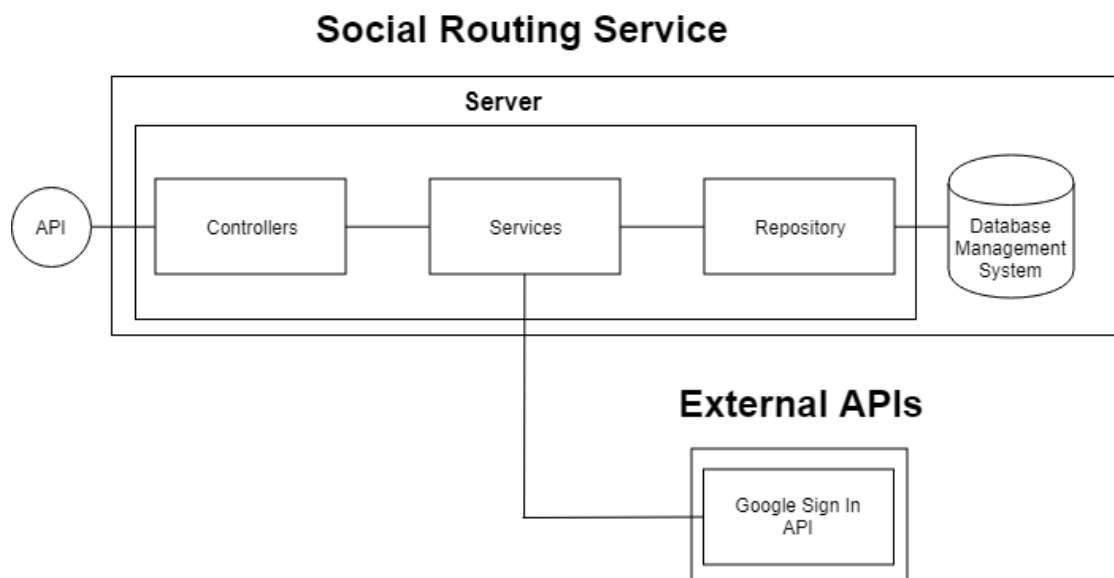 Social Routing Service
Server
API
Controllers
Services
Repository
Database
Management
System
External APIs
Google Sign In
API